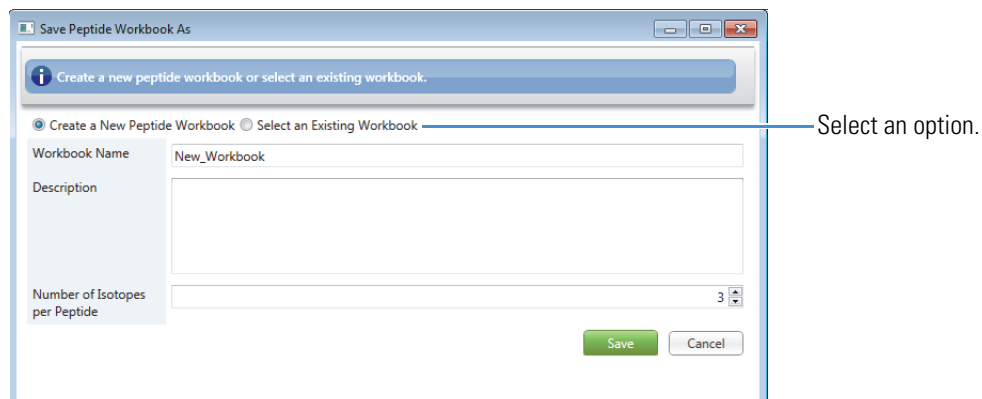 Save Peptide Workbook As
Create a new peptide workbook or select an existing workbook.
Create a New Peptide Workbook Select an Existing Workbook
Select an option.
Workbook Name New_Workbook
Description
Number of Isotopes
per Peptide
3
Save Cancel